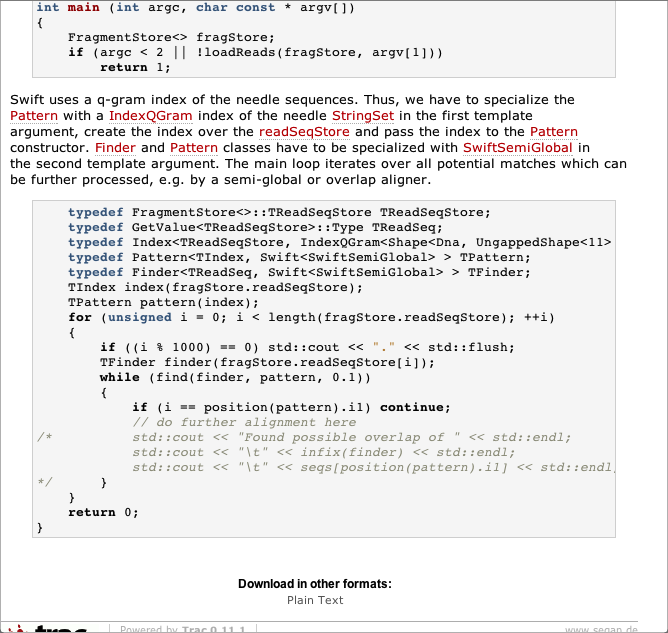 int main (int argc, char const * argv[])
{
FragmentStore<> fragStore;
if (argc < 2 || !loadReads(fragStore, argv[1]))
return 1;
Swift uses a q-gram index of the needle sequences. Thus, we have to specialize the
Pattern with a IndexQGram index of the needle StringSet in the first template
argument, create the index over the readSeqStore and pass the index to the Pattern
constructor. Finder and Pattern classes have to be specialized with SwiftSemiGlobal in
the second template argument. The main loop iterates over all potential matches which can
be further processed, e.g. by a semi-global or overlap aligner.
typedef FragmentStore<>::TReadSeqStore TReadSeqStore;
typedef GetValue<TReadSeqStore>::Type TReadSeq;
typedef Index<TReadSeqStore, IndexQGram<Shape<Dna, UngappedShape<11>
typedef Pattern<TIndex, Swift<SwiftSemiGlobal> > TPattern;
typedef Finder<TReadSeq, Swift<SwiftSemiGlobal> > TFinder;
TIndex index(fragStore.readSeqStore);
TPattern pattern(index);
for (unsigned i = 0; i < length(fragStore.readSeqStore); ++i)
{
if ((i % 1000) == 0) std::cout << "." << std::flush;
TFinder finder(fragStore.readSeqStore[i]);
while (find(finder, pattern, 0.1))
{
if (i == position(pattern).i1) continue;
// do further alignment here
/* std::cout << "Found possible overlap of " << std::endl;
std::cout << "\t" << infix(finder) << std::endl;
std::cout << "\t" << seqs[position(pattern).i1] << std::endl;
*/ }
}
return 0;
}
Download in other formats:
Plain Text
trac Powered by Trac 0.11.1 www.seqan.de